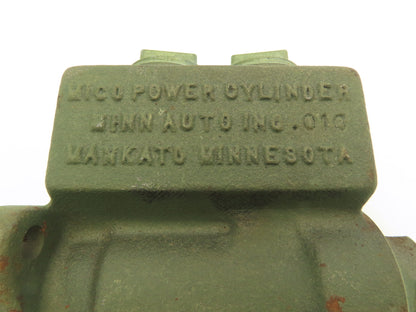 MICO POWER CYLINDER
MINN AUTO INC. 010
MANKATO MINNESOTA